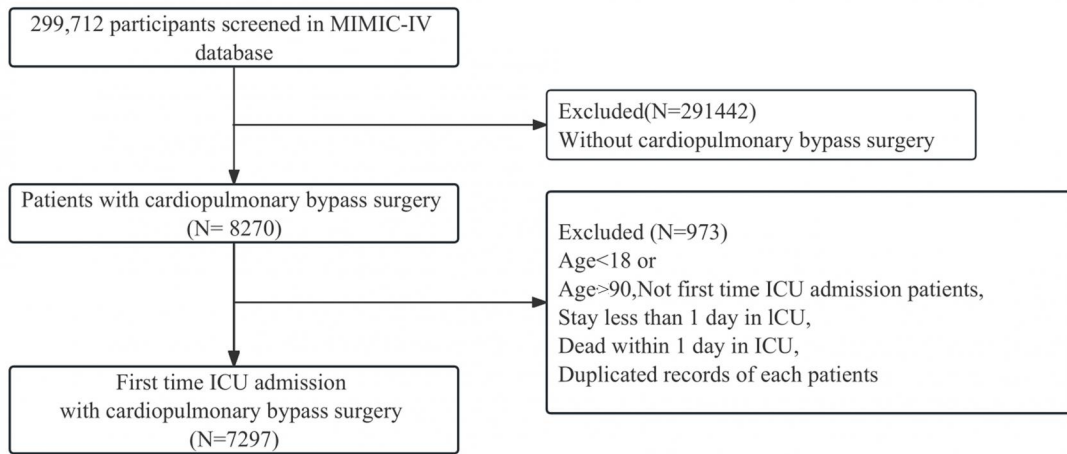 299,712 participants screened in MIMIC-IV
database
Excluded(N=291442)
Without cardiopulmonary bypass surgery
Patients with cardiopulmonary bypass surgery
(N= 8270)
Excluded (N=973)
Age<18 or
Age>90,Not first time ICU admission patients,
Stay less than 1 day in lCU,
Dead within 1 day in ICU,
Duplicated records of each patients
First time ICU admission
with cardiopulmonary bypass surgery
(N=7297)